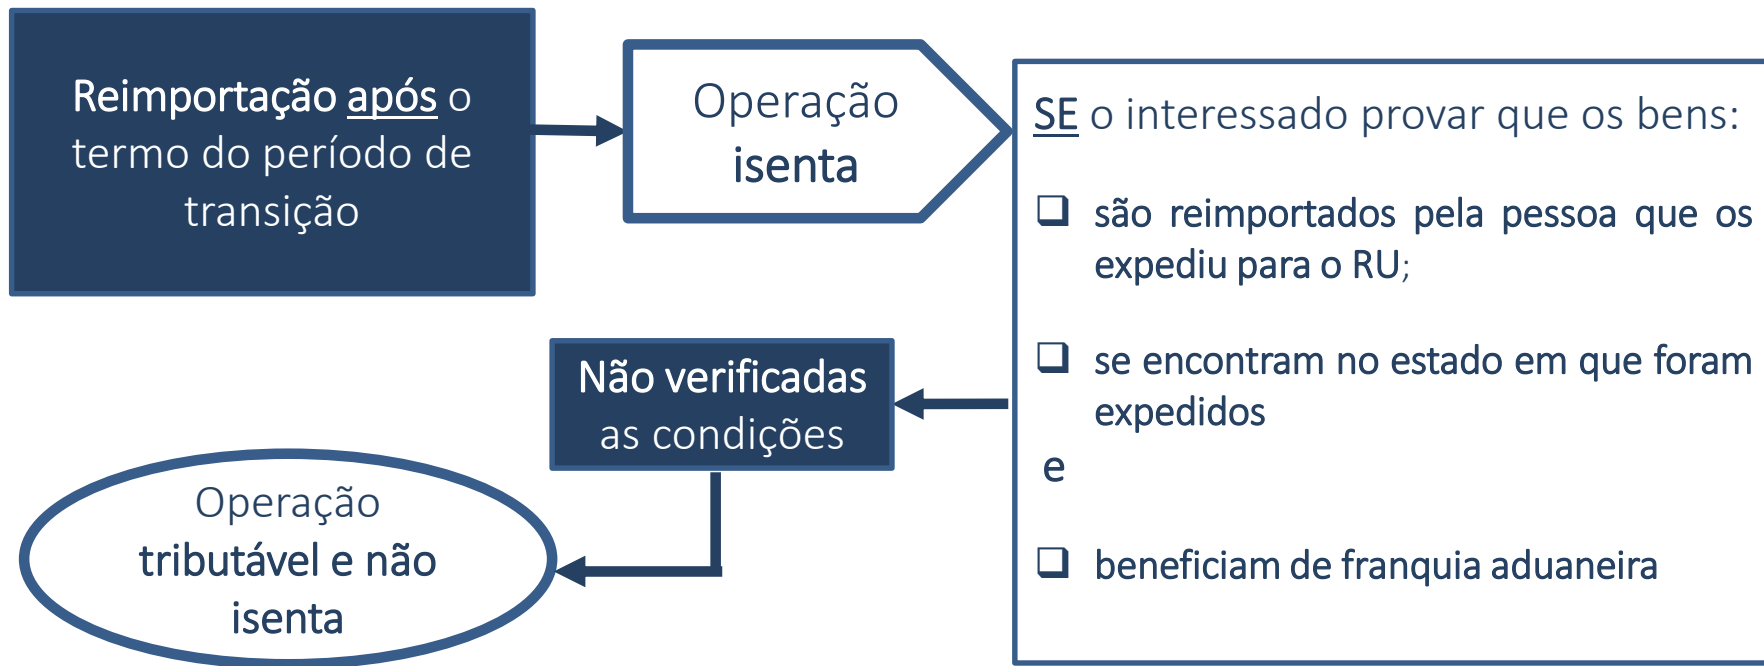 Reimportação após o
termo do período de
transição
Operação
isenta
SE o interessado provar que os bens:
são reimportados pela pessoa que os
expediu para o RU;
se encontram no estado em que foram
expedidos
e
beneficiam de franquia aduaneira
Não verificadas
as condições
Operação
tributável e não
isenta